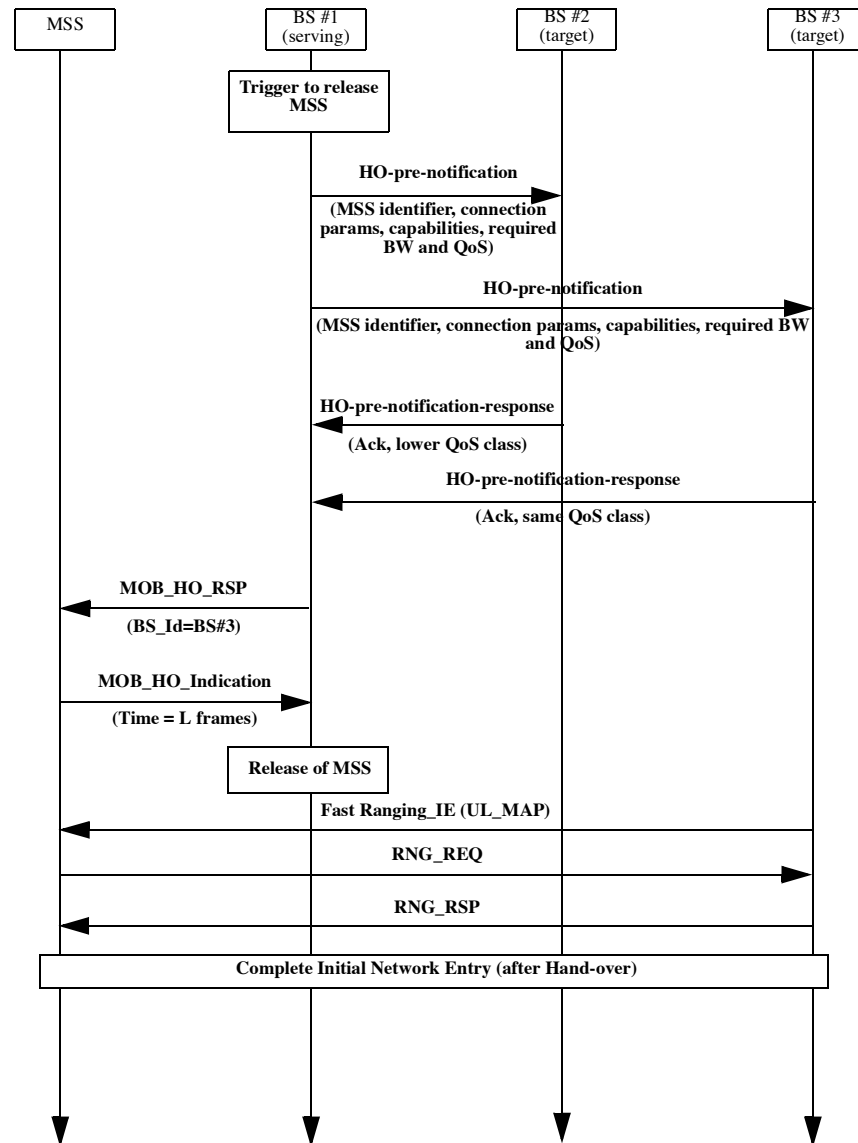 MSS
BS #1
(serving)
BS #2
(target)
BS #3
(target)
Trigger to release
MSS
HO-pre-notification
(MSS identifier, connection
params, capabilities, required
BW and QoS)
HO-pre-notification
(MSS identifier, connection params, capabilities, required BW
and QoS)
HO-pre-notification-response
(Ack, lower QoS class)
HO-pre-notification-response
(Ack, same QoS class)
MOB_HO_RSP
(BS_Id=BS#3)
MOB_HO_Indication
(Time = L frames)
Release of MSS
Fast Ranging_IE (UL_MAP)
RNG_REQ
RNG_RSP
Complete Initial Network Entry (after Hand-over)